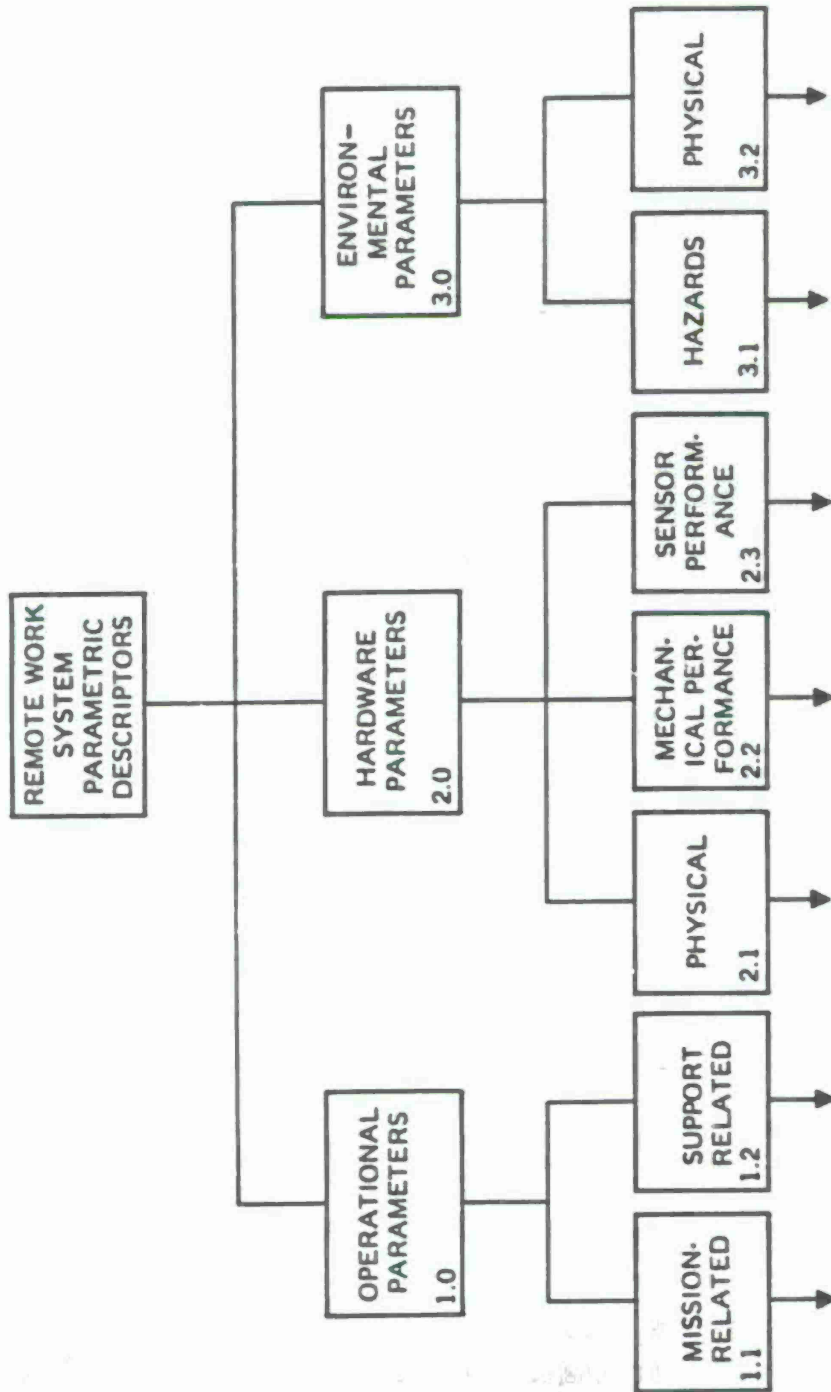 REMOTE WORK
SYSTEM
PARAMETRIC
DESCRIPTORS
OPERATIONAL
PARAMETERS
1.0
HARDWARE
PARAMETERS
2.0
ENVIRON-
MENTAL
PARAMETERS
3.0
MISSION-
RELATED
1.1
SUPPORT
RELATED
1.2
PHYSICAL
2.1
MECHAN-
ICAL PER-
FORMANCE
2.2
SENSOR
PERFORM-
ANCE
2.3
HAZARDS
3.1
PHYSICAL
3.2